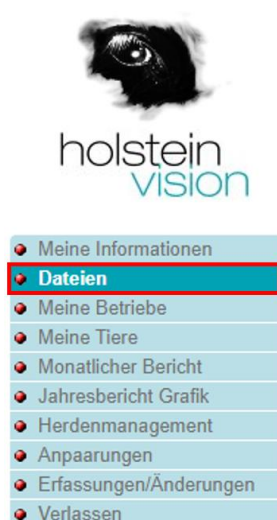 holstein
vision
Meine Informationen
Dateien
Meine Betriebe
Meine Tiere
Monatlicher Bericht
Jahresbericht Grafik
Herdenmanagement
Anpaarungen
Erfassungen/Änderungen
Verlassen